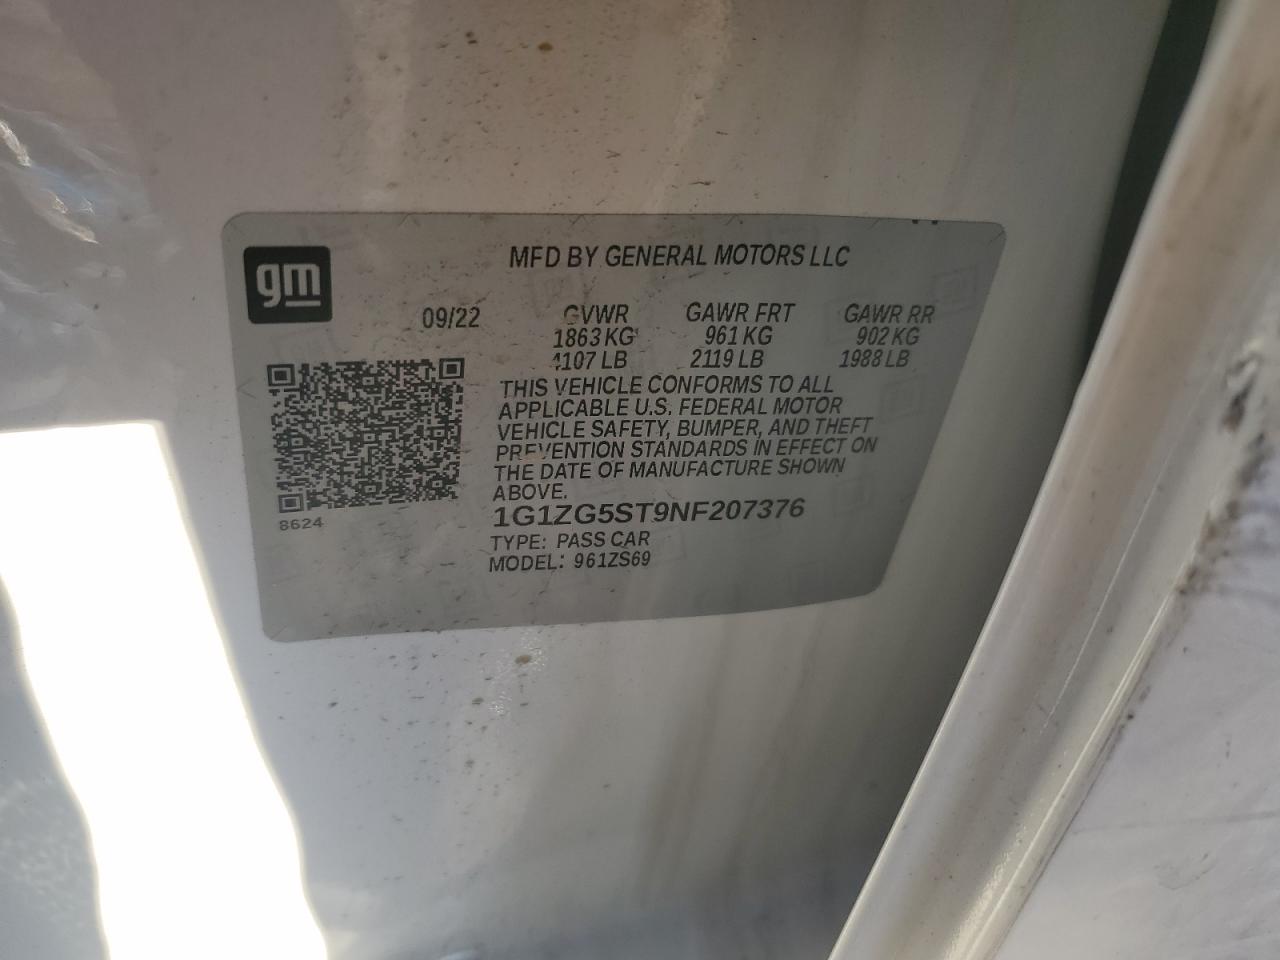 gm
MFD BY GENERAL MOTORS LLC
09/22 GVWR GAWR FRT GAWR RR
1863 KG 961 KG 902 KG
4107 LB 2119 LB 1988 LB
THIS VEHICLE CONFORMS TO ALL
APPLICABLE U.S. FEDERAL MOTOR
VEHICLE SAFETY, BUMPER, AND THEFT
PREVENTION STANDARDS IN EFFECT ON
THE DATE OF MANUFACTURE SHOWN
ABOVE.
8624
1G1ZG5ST9NF207376
TYPE: PASS CAR
MODEL: 961ZS69